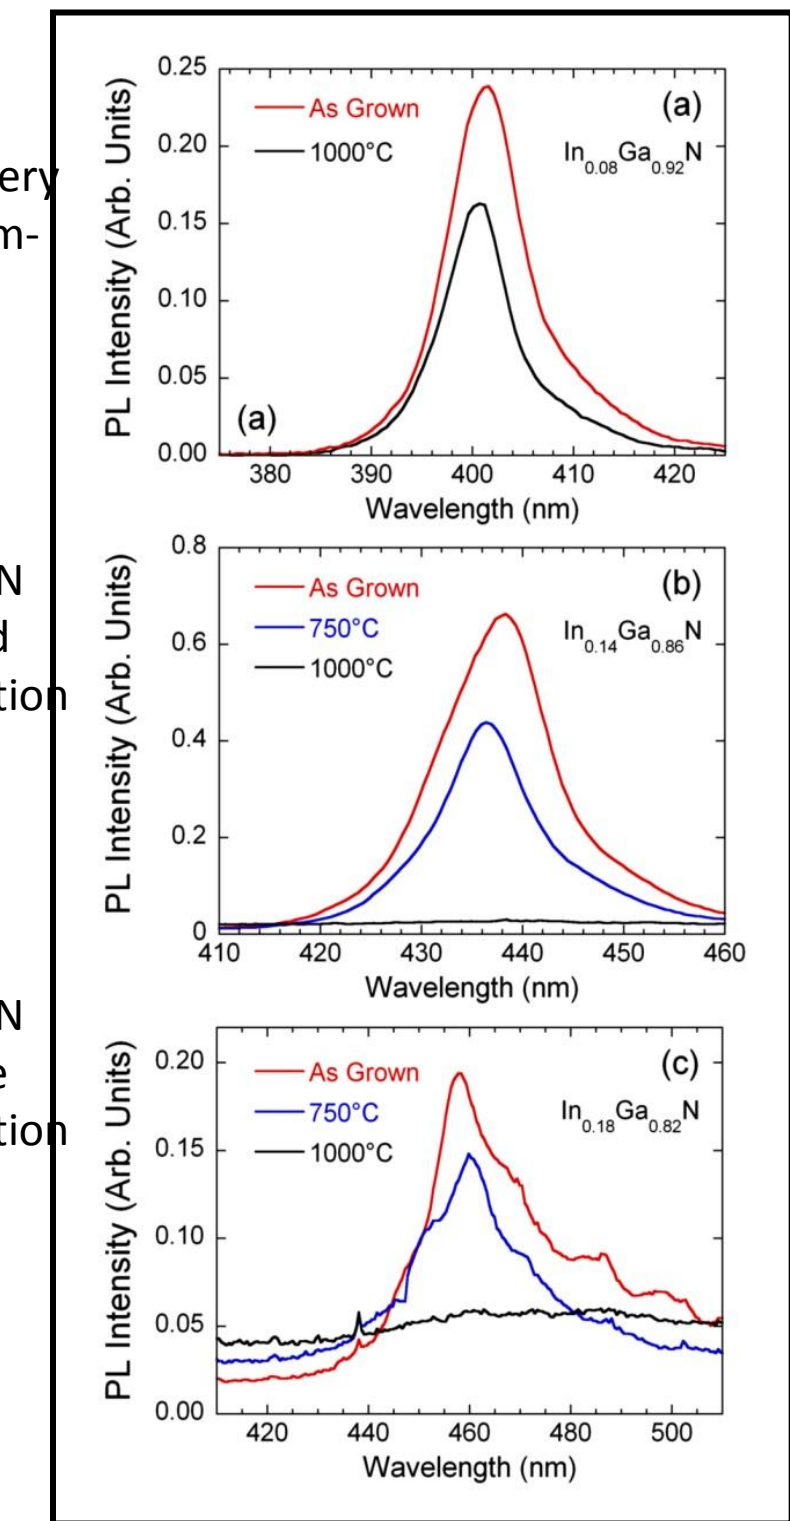 ery
m-
N
d
tion
N
e
tion
PL Intensity (Arb. Units)
0.25
0.20
0.15
0.10
0.05
0.00
As Grown
1000°C
(a)
In0.08Ga0.92N
(a)
380 390 400 410 420
Wavelength (nm)
PL Intensity (Arb. Units)
0.8
0.6
0.4
0.2
0
As Grown
750°C
1000°C
(b)
In0.14Ga0.86N
410 420 430 440 450 460
Wavelength (nm)
PL Intensity (Arb. Units)
0.20
0.15
0.10
0.05
0.00
As Grown
750°C
1000°C
(c)
In0.18Ga0.82N
420 440 460 480 500
Wavelength (nm)